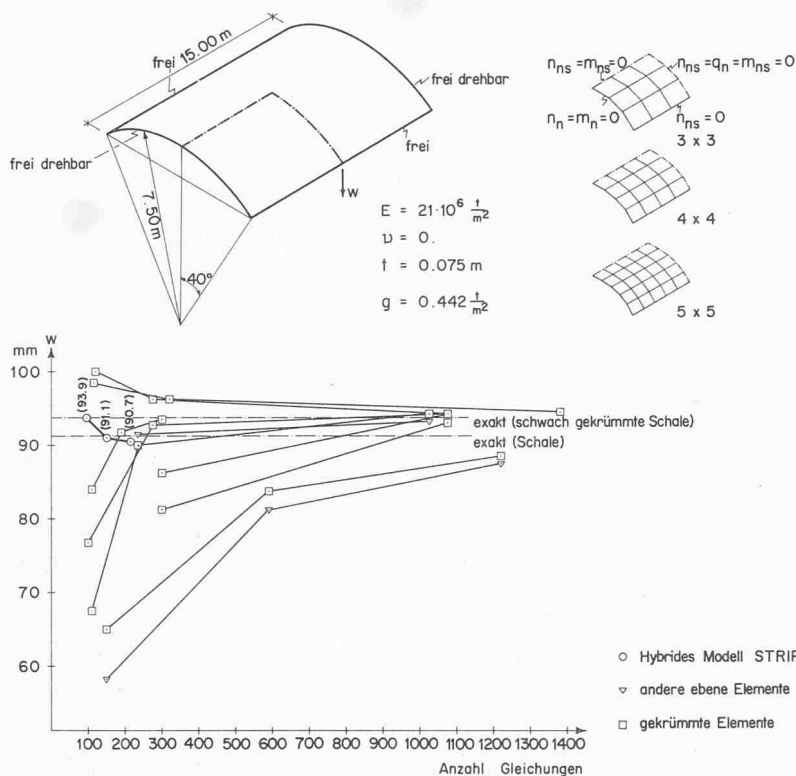 frei 15.00 m
frei drehbar
frei drehbar
frei
7.50 m
40°
w
E = 21·10⁶ t/m²
ν = 0.
t = 0.075 m
g = 0.442 t/m²
n_ns = m_ns = 0
n_ns = q_n = m_ns = 0
n_n = m_n = 0
n_ns = 0
3 x 3
4 x 4
5 x 5
w
mm
100
90
80
70
60
(93.9)
(91.1)
(90.7)
exakt (schwach gekrümmte Schale)
exakt (Schale)
Hybrides Modell STRIP
andere ebene Elemente
gekrümmte Elemente
100 200 300 400 500 600 700 800 900 1000 1100 1200 1300 1400
Anzahl Gleichungen